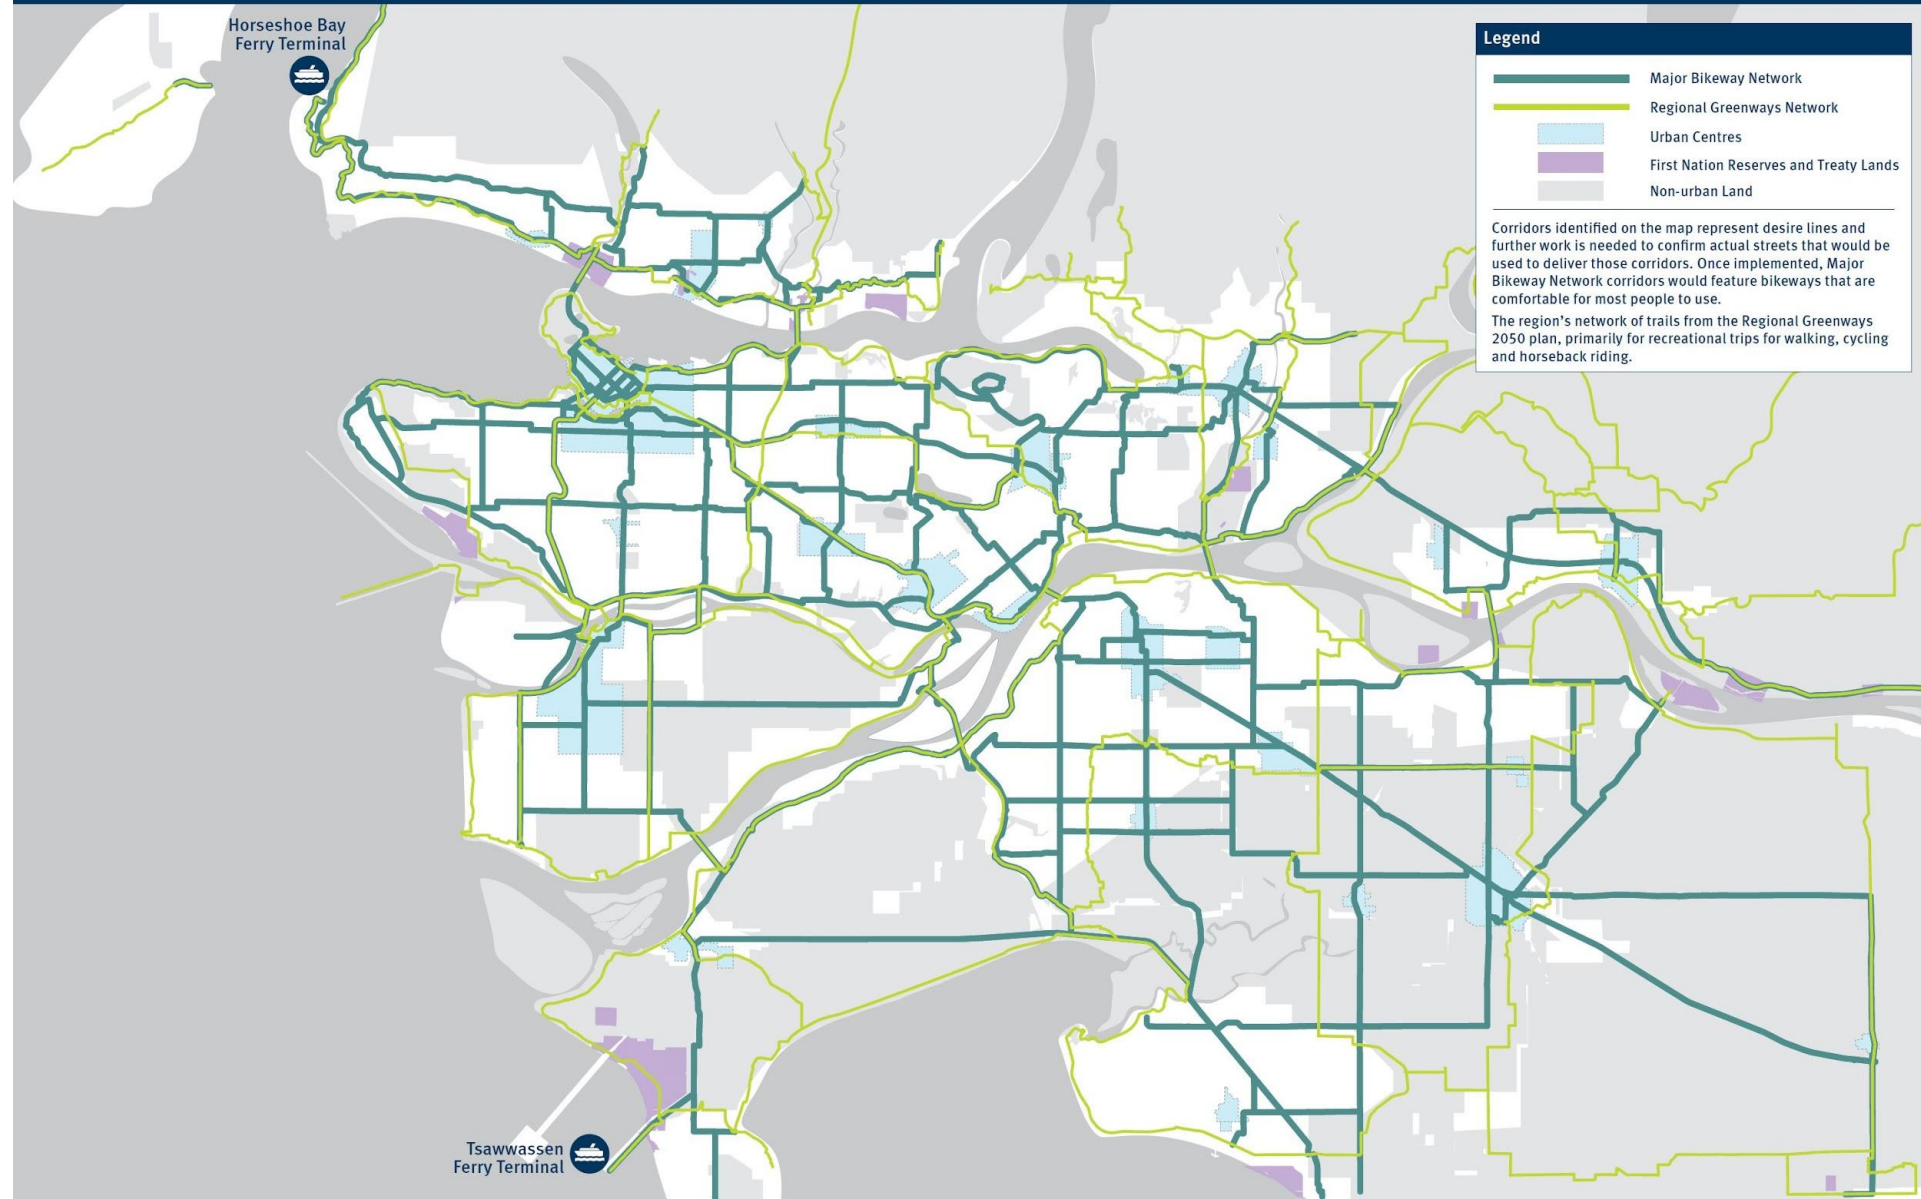 Horseshoe Bay
Ferry Terminal
Legend
Major Bikeway Network
Regional Greenways Network
Urban Centres
First Nation Reserves and Treaty Lands
Non-urban Land
Corridors identified on the map represent desire lines and
further work is needed to confirm actual streets that would be
used to deliver those corridors. Once implemented, Major
Bikeway Network corridors would feature bikeways that are
comfortable for most people to use.
The region's network of trails from the Regional Greenways
2050 plan, primarily for recreational trips for walking, cycling
and horseback riding.
Tsawwassen
Ferry Terminal